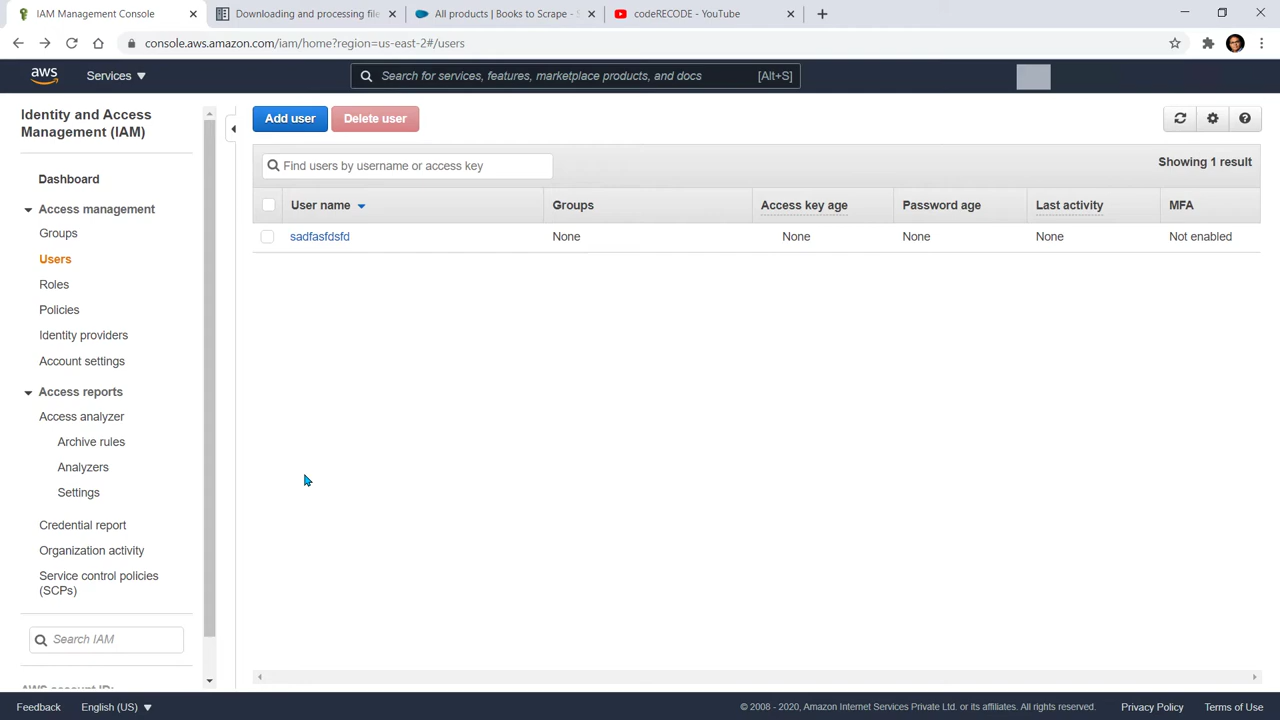 IAM Management Console
Downloading and processing file
All products | Books to Scrape - S
codeRECODE - YouTube
console.aws.amazon.com/iam/home?region=us-east-2#/users
aws
Services
Search for services, features, marketplace products, and docs
[Alt+S]
Identity and Access
Management (IAM)
Dashboard
Access management
Groups
Users
Roles
Policies
Identity providers
Account settings
Access reports
Access analyzer
Archive rules
Analyzers
Settings
Credential report
Organization activity
Service control policies
(SCPs)
Search IAM
Add user
Delete user
Find users by username or access key
Showing 1 result
User name Groups Access key age Password age Last activity MFA
sadfasfdsfd None None None None Not enabled
Feedback English (US) © 2008 - 2020, Amazon Internet Services Private Ltd. or its affiliates. All rights reserved. Privacy Policy Terms of Use